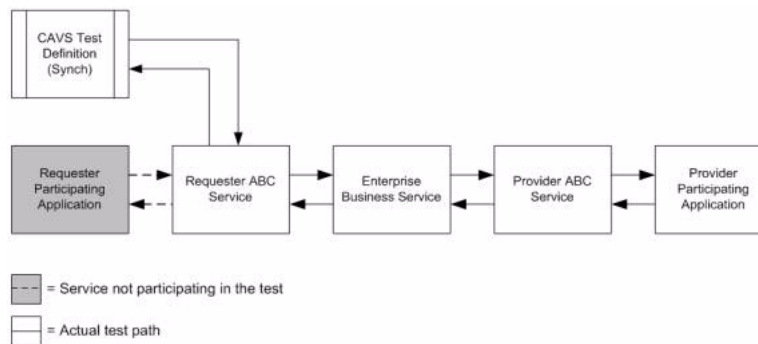 CAVS Test
Definition
(Synch)
Requester
Participating
Application
Requester ABC
Service
Enterprise
Business Service
Provider ABC
Service
Provider
Participating
Application
= Service not participating in the test
= Actual test path